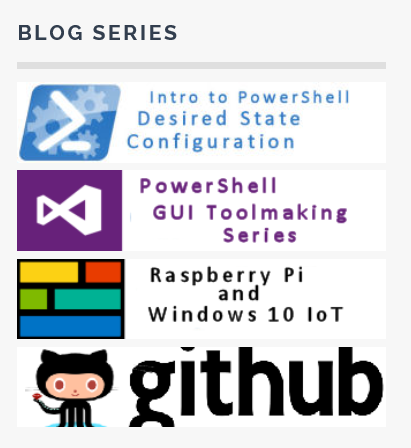 BLOG SERIES
Intro to PowerShell
Desired State
Configuration
PowerShell
GUI Toolmaking
Series
Raspberry Pi
and
Windows 10 IoT
github